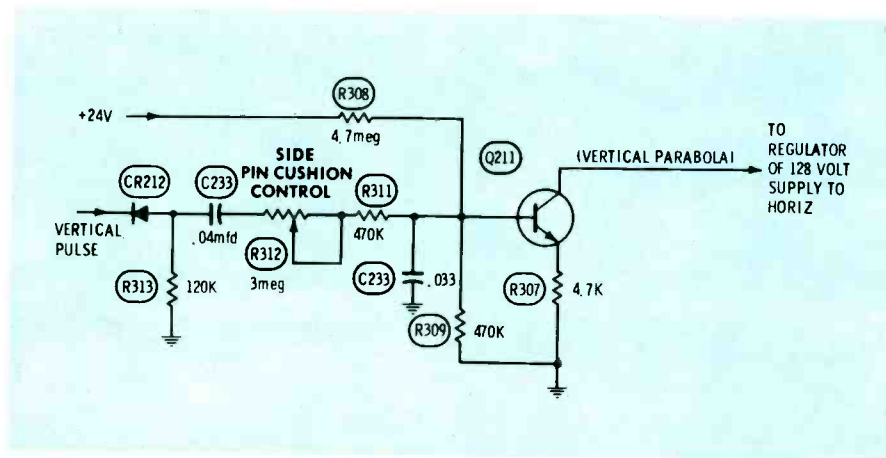 R308
+24V
4.7meg
Q211
TO
REGULATOR
OF 128 VOLT
SUPPLY TO
HORIZ
(VERTICAL PARABOLA)
SIDE
PIN CUSHION
CONTROL
CR212
C233
R311
VERTICAL
PULSE
.04mfd
470K
R312
3meg
C233
.033
R313
120K
R307
4.7K
R309
470K